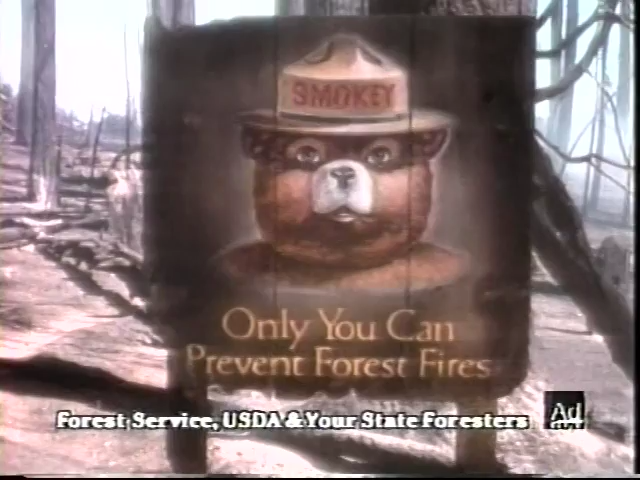 SMOKEY
Only You Can
Prevent Forest Fires
Forest Service, USDA & Your State Foresters
Ad